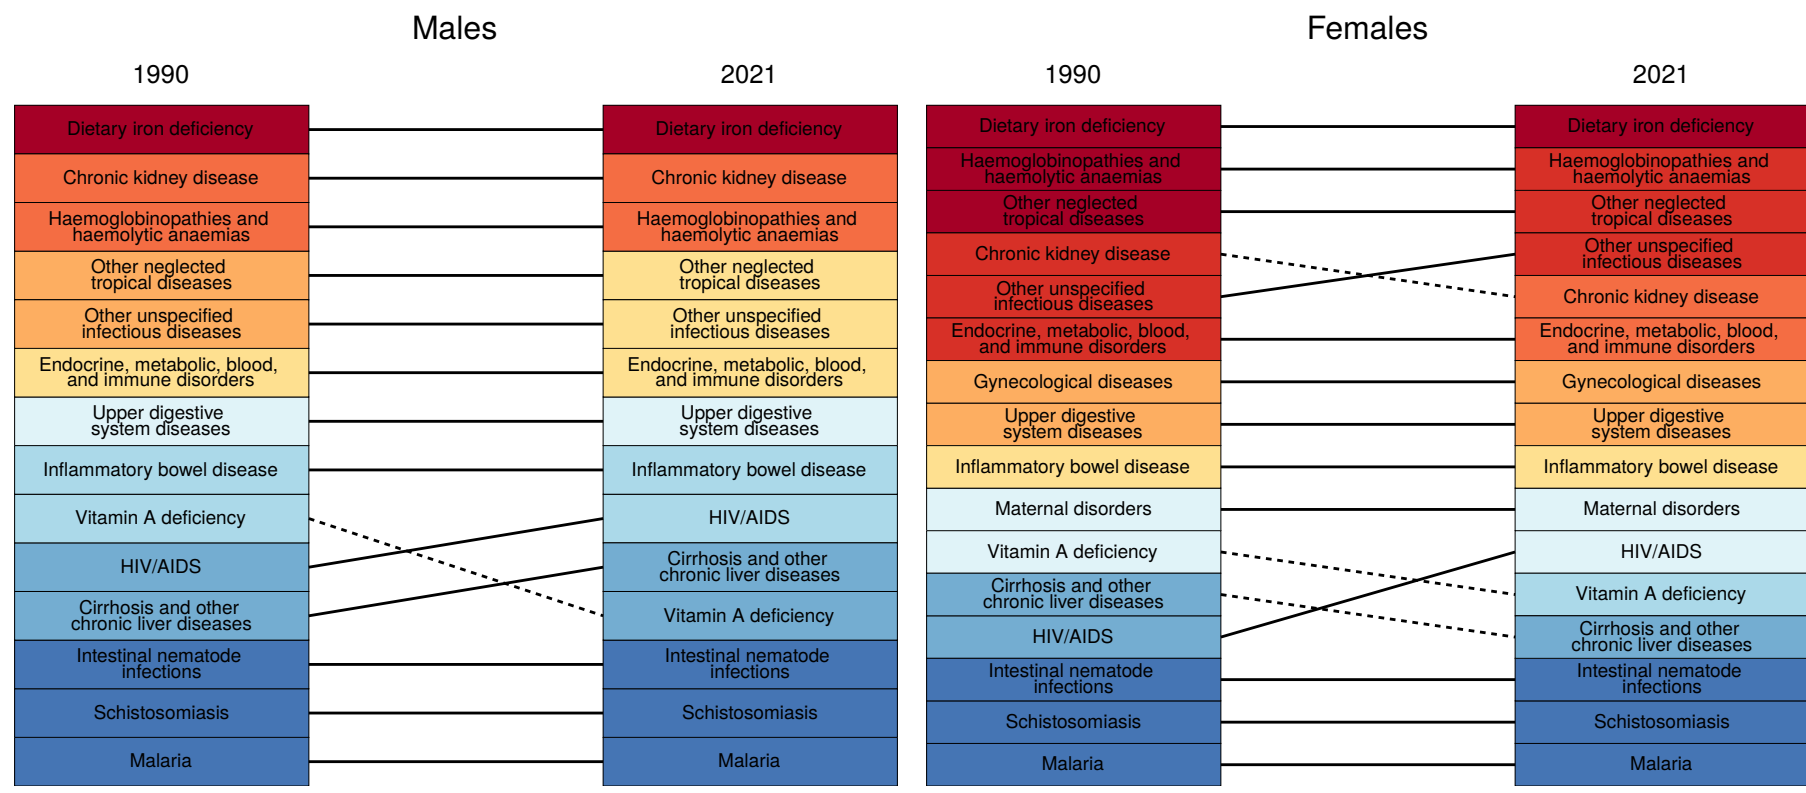 Males
1990
2021
Dietary iron deficiency
Chronic kidney disease
Haemoglobinopathies and
haemolytic anaemias
Other neglected
tropical diseases
Other unspecified
infectious diseases
Endocrine, metabolic, blood,
and immune disorders
Upper digestive
system diseases
Inflammatory bowel disease
Vitamin A deficiency
HIV/AIDS
Cirrhosis and other
chronic liver diseases
Intestinal nematode
infections
Schistosomiasis
Malaria
Dietary iron deficiency
Chronic kidney disease
Haemoglobinopathies and
haemolytic anaemias
Other neglected
tropical diseases
Other unspecified
infectious diseases
Endocrine, metabolic, blood,
and immune disorders
Upper digestive
system diseases
Inflammatory bowel disease
HIV/AIDS
Cirrhosis and other
chronic liver diseases
Vitamin A deficiency
Intestinal nematode
infections
Schistosomiasis
Malaria
Females
1990
2021
Dietary iron deficiency
Haemoglobinopathies and
haemolytic anaemias
Other neglected
tropical diseases
Chronic kidney disease
Other unspecified
infectious diseases
Endocrine, metabolic, blood,
and immune disorders
Gynecological diseases
Upper digestive
system diseases
Inflammatory bowel disease
Maternal disorders
Vitamin A deficiency
Cirrhosis and other
chronic liver diseases
HIV/AIDS
Intestinal nematode
infections
Schistosomiasis
Malaria
Dietary iron deficiency
Haemoglobinopathies and
haemolytic anaemias
Other neglected
tropical diseases
Other unspecified
infectious diseases
Chronic kidney disease
Endocrine, metabolic, blood,
and immune disorders
Gynecological diseases
Upper digestive
system diseases
Inflammatory bowel disease
Maternal disorders
HIV/AIDS
Vitamin A deficiency
Cirrhosis and other
chronic liver diseases
Intestinal nematode
infections
Schistosomiasis
Malaria